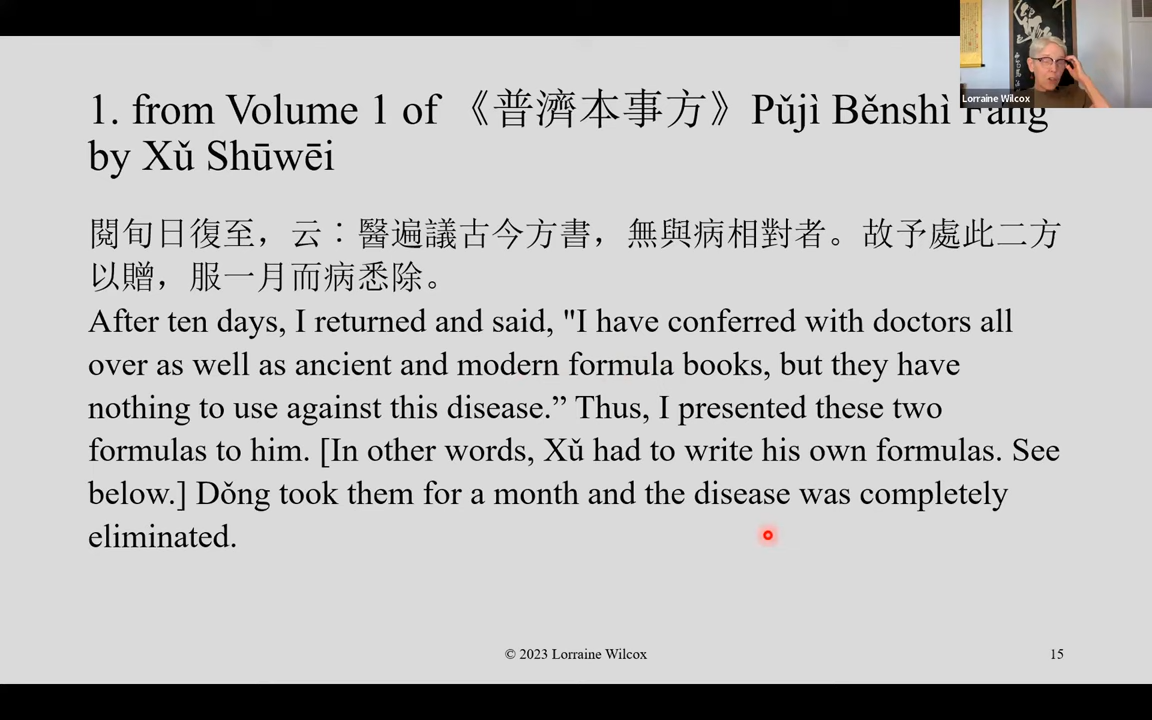 Lorraine Wilcox
1. from Volume 1 of 《普濟本事方》Pǔjì Běnshì Fāng
by Xǔ Shūwēi
閱旬日復至，云：醫遍議古今方書，無與病相對者。故予處此二方
以贈，服一月而病悉除。
After ten days, I returned and said, "I have conferred with doctors all
over as well as ancient and modern formula books, but they have
nothing to use against this disease.” Thus, I presented these two
formulas to him. [In other words, Xǔ had to write his own formulas. See
below.] Dǒng took them for a month and the disease was completely
eliminated.
© 2023 Lorraine Wilcox
15